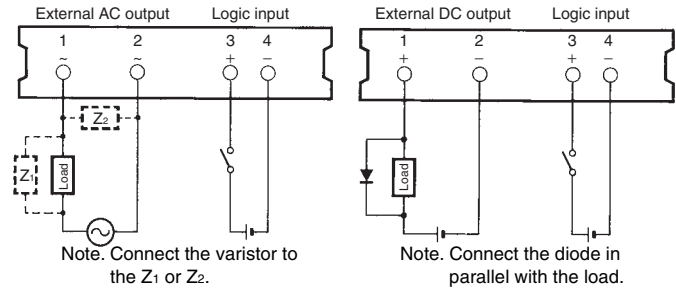 External AC output Logic input External DC output Logic input
1 2 3 4 1 2 3 4
~ ~ + − + − + −
Z2
Z1 Load Load
Note. Connect the varistor to Note. Connect the diode in
the Z1 or Z2. parallel with the load.